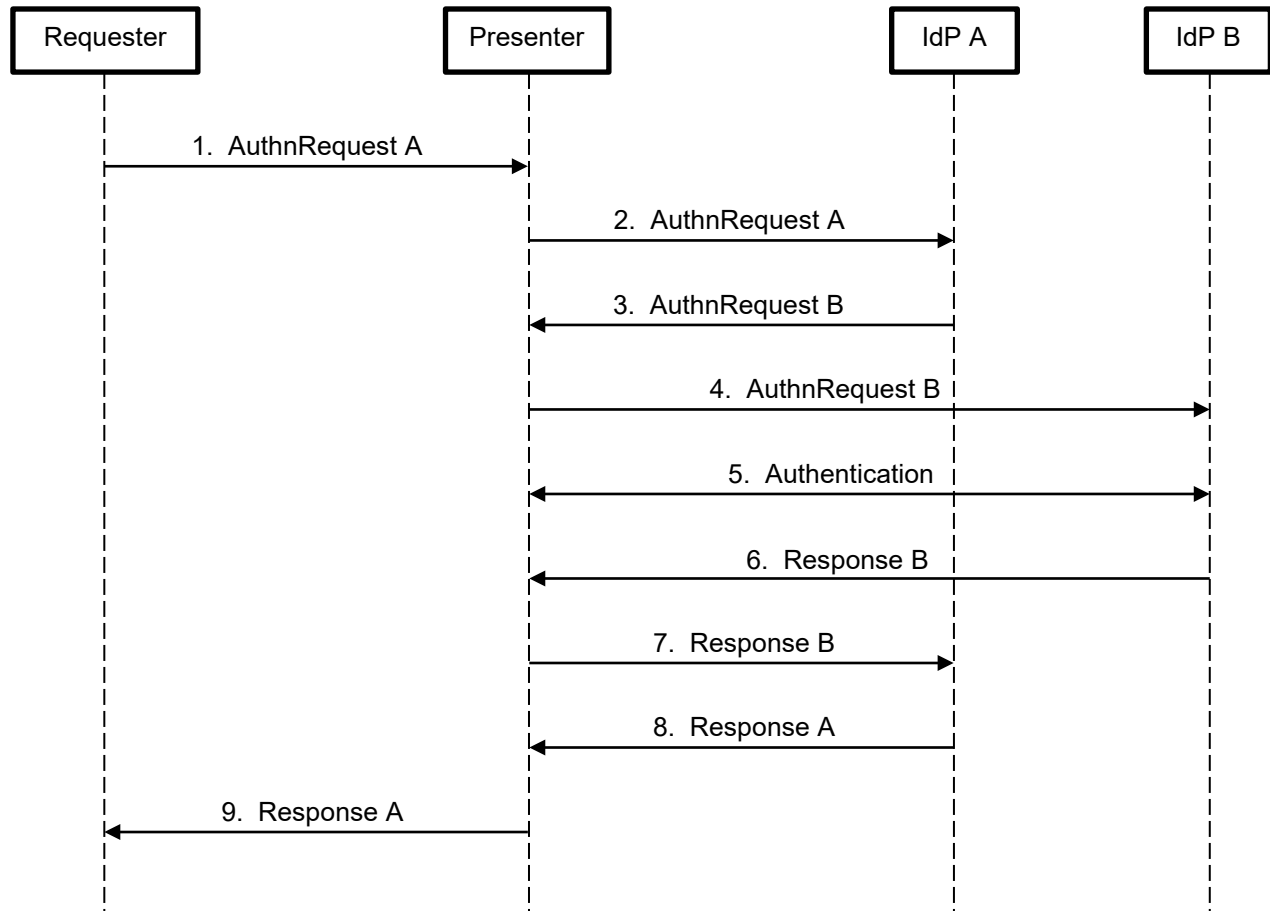 Requester
Presenter
IdP A
IdP B
1. AuthnRequest A
2. AuthnRequest A
3. AuthnRequest B
4. AuthnRequest B
5. Authentication
6. Response B
7. Response B
8. Response A
9. Response A